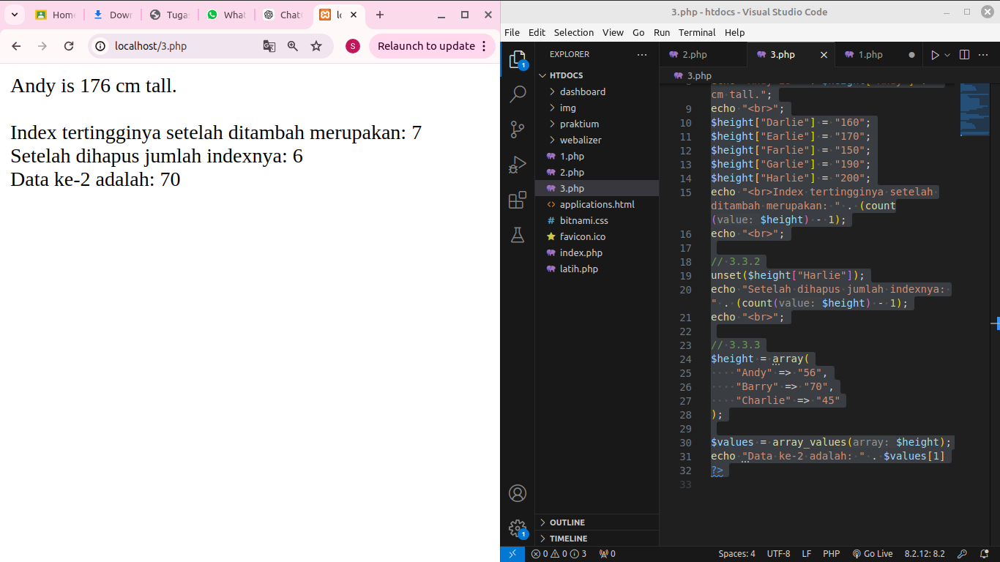 Home
Down
Tuga
What
Chat
lo
localhost/3.php
S
Relaunch to update
Andy is 176 cm tall.
Index tertingginya setelah ditambah merupakan: 7
Setelah dihapus jumlah indexnya: 6
Data ke-2 adalah: 70
3.php - htdocs - Visual Studio Code
File Edit Selection View Go Run Terminal Help
1
EXPLORER
HTDOCS
dashboard
img
praktium
webalizer
1.php
2.php
3.php
applications.html
bitnami.css
favicon.ico
index.php
latih.php
OUTLINE
TIMELINE
1
2.php
3.php
1.php
3.php
cm tall.";
9 echo "<br>";
10 $height["Darlie"] = "160";
11 $height["Earlie"] = "170";
12 $height["Farlie"] = "150";
13 $height["Garlie"] = "190";
14 $height["Harlie"] = "200";
15 echo "<br>Index tertingginya setelah
ditambah merupakan: " . (count
(value: $height) - 1);
16 echo "<br>";
17
18 // 3.3.2
19 unset($height["Harlie"]);
20 echo "Setelah dihapus jumlah indexnya:
" . (count(value: $height) - 1);
21 echo "<br>";
22
23 // 3.3.3
24 $height = array(
25 "Andy" => "56",
26 "Barry" => "70",
27 "Charlie" => "45"
28 );
29
30 $values = array_values(array: $height);
31 echo "Data ke-2 adalah: " . $values[1]
32 ?>
33
0 0 3 0
Spaces: 4 UTF-8 LF PHP Go Live 8.2.12: 8.2